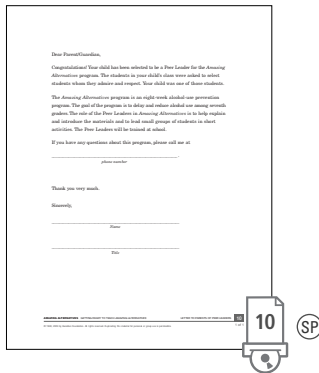 Dear Parent/Guardian,
Congratulations! Your child has been selected to be a Peer Leader for the Amazing
Alternatives program. The students in your child's class were asked to select
students whom they admire and respect. Your child was one of these students.
The Amazing Alternatives program is an eight-week alcohol-use prevention
program. The goal of the program is to delay and reduce alcohol use among seventh
graders. The role of the Peer Leaders in Amazing Alternatives is to help explain
and introduce the materials and to lead small groups of students in short
activities. The Peer Leaders will be trained at school.
If you have any questions about this program, please call me at
phone number
Thank you very much.
Sincerely,
Name
Title
10
1 of 1
10
SP